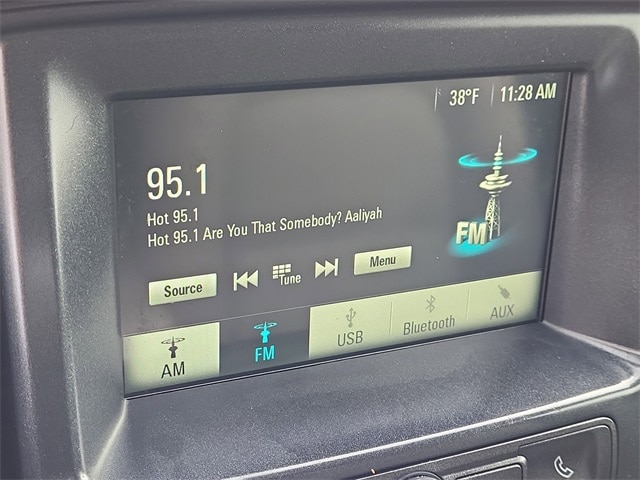 38°F 11:28 AM
95.1
Hot 95.1
Hot 95.1 Are You That Somebody? Aaliyah
FM
Source Tune Menu
AM FM USB Bluetooth AUX